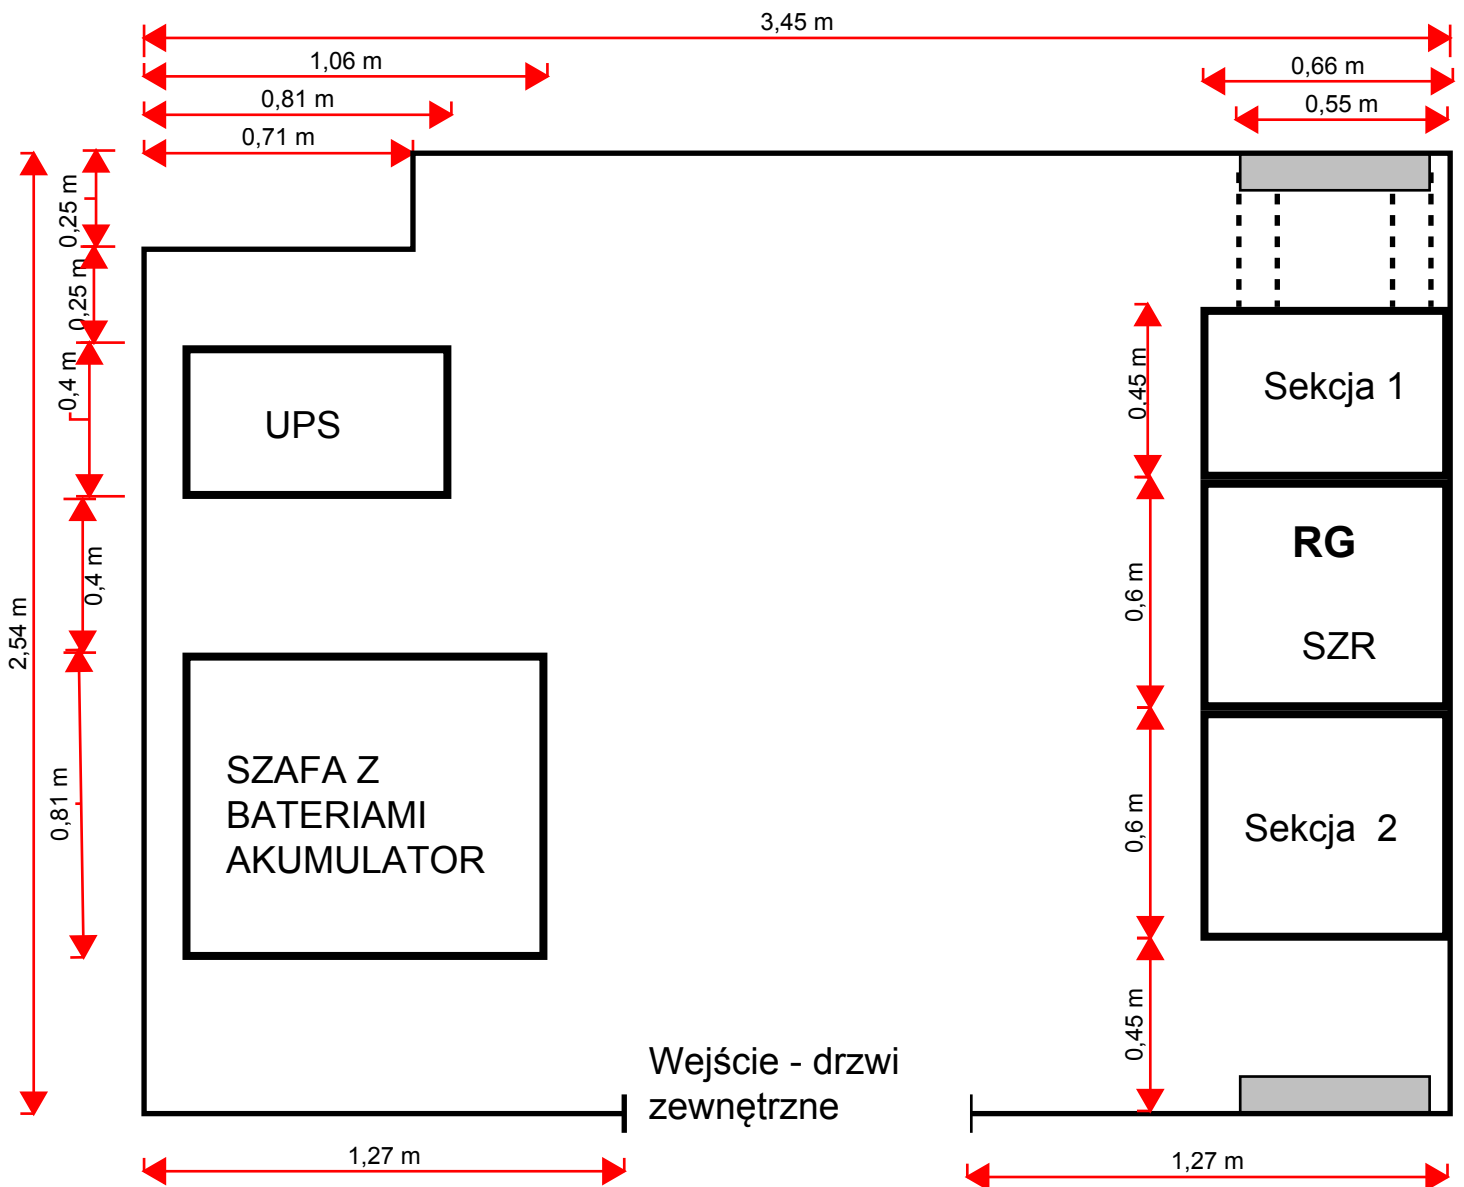 3,45 m
1,06 m
0,66 m
0,81 m
0,55 m
0,71 m
0,25 m
0,25 m
0,4 m
0,4 m
2,54 m
0,81 m
0.45 m
0,6 m
0,6 m
0,45 m
UPS
SZAFA Z
BATERIAMI
AKUMULATOR
Sekcja 1
RG
SZR
Sekcja 2
Wejście - drzwi
zewnętrzne
1,27 m
1,27 m